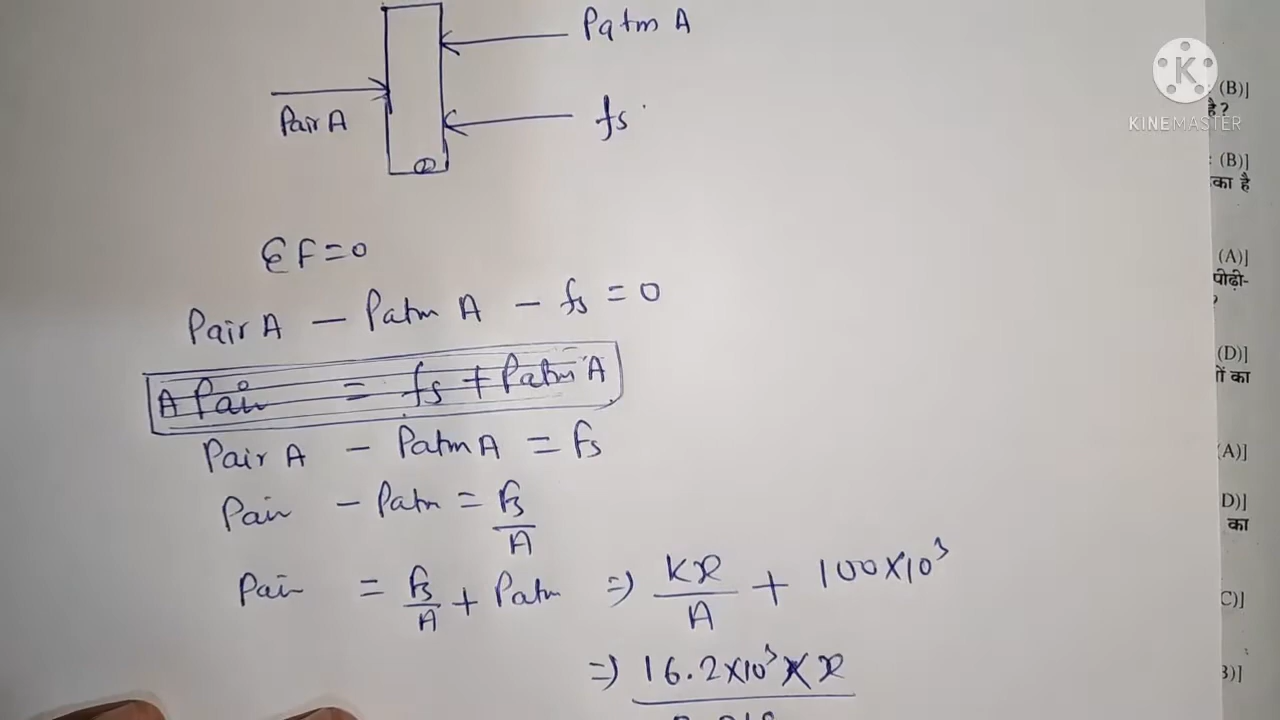 Patm A
Pair A
fs
ΣF=0
Pair A - Patm A - fs = 0
A Pair = fs + Patm A
Pair A - Patm A = fs
Pair - Patm = fs/A
Pair = fs/A + Patm ⇒ Kx/A + 100×10³
⇒ 16.2×10³×x
K
KINEMASTER
(B)]
है?
: (B)]
का है
(A)]
पीढ़ी-
?
(D)]
का
(A)]
D)]
का
C)]
3)]